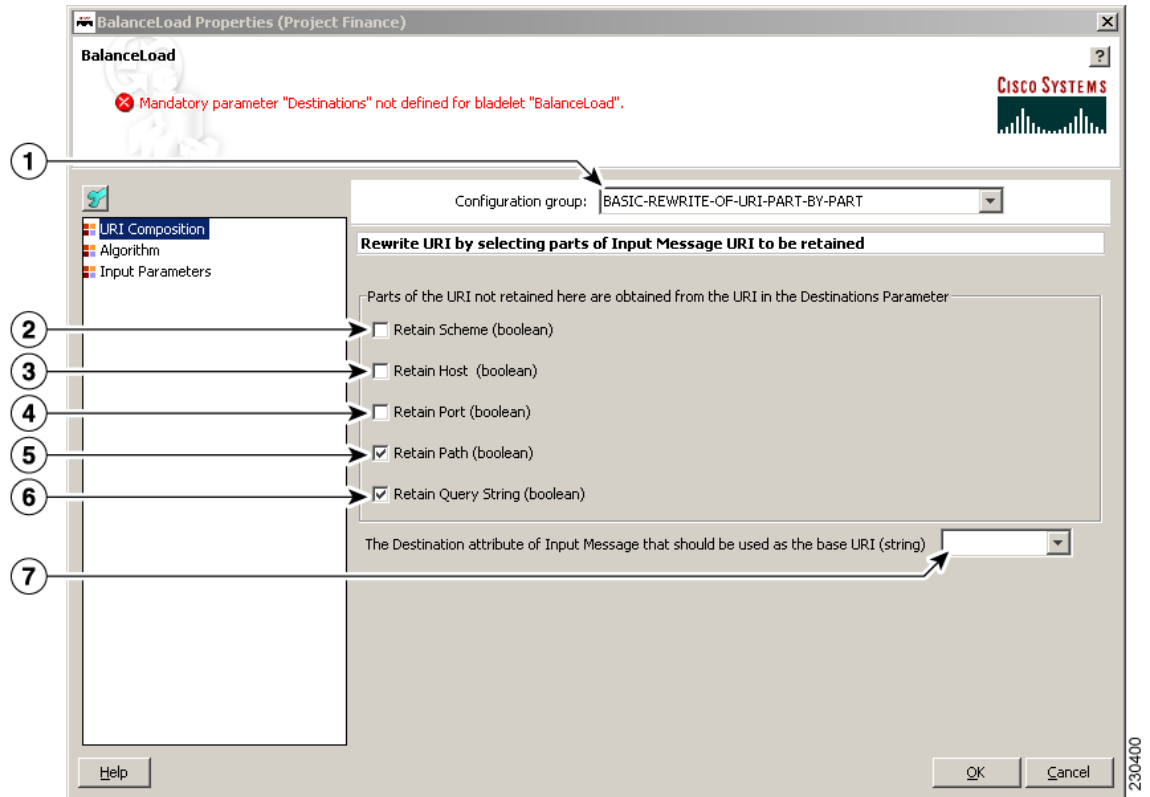 BalanceLoad Properties (Project Finance)
BalanceLoad
?
Mandatory parameter "Destinations" not defined for bladelet "BalanceLoad".
CISCO SYSTEMS
1
Configuration group: BASIC-REWRITE-OF-URI-PART-BY-PART
URI Composition
Algorithm
Input Parameters
Rewrite URI by selecting parts of Input Message URI to be retained
Parts of the URI not retained here are obtained from the URI in the Destinations Parameter
2 Retain Scheme (boolean)
3 Retain Host (boolean)
4 Retain Port (boolean)
5 Retain Path (boolean)
6 Retain Query String (boolean)
The Destination attribute of Input Message that should be used as the base URI (string)
7
Help
OK
Cancel
230400